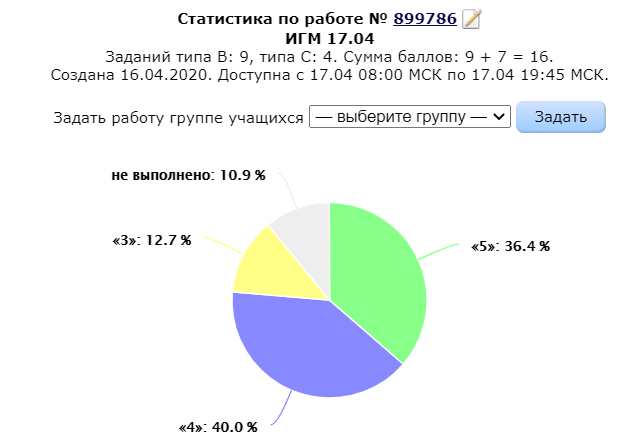 Статистика по работе № 899786
ИГМ 17.04
Заданий типа В: 9, типа С: 4. Сумма баллов: 9 + 7 = 16.
Создана 16.04.2020. Доступна с 17.04 08:00 МСК по 17.04 19:45 МСК.
Задать работу группе учащихся — выберите группу — Задать
не выполнено: 10.9 %
«3»: 12.7 %
«5»: 36.4 %
«4»: 40.0 %